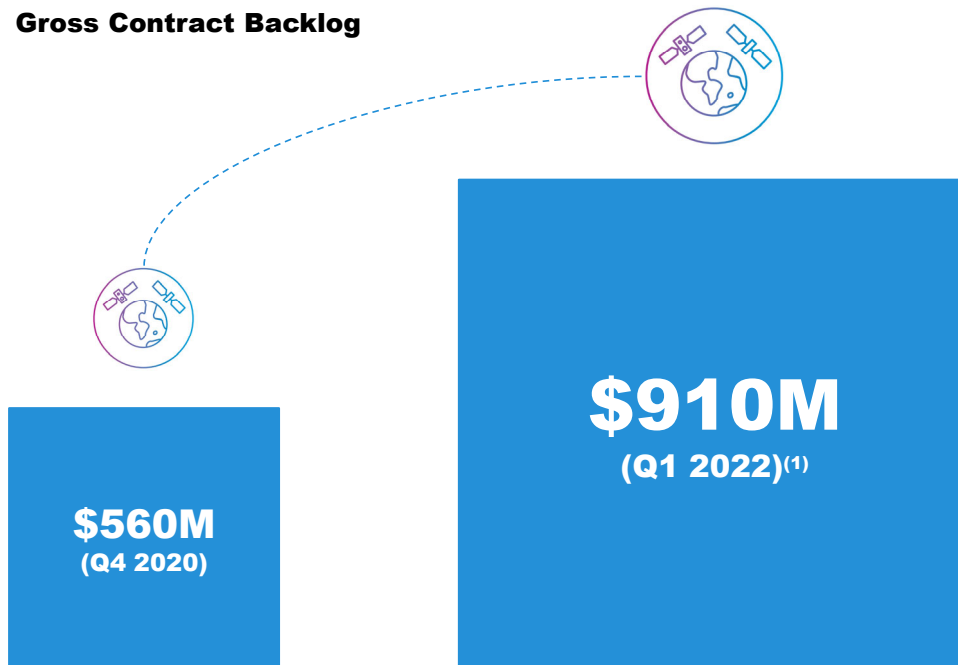 Gross Contract Backlog
$560M
(Q4 2020)
$910M
(Q1 2022)(1)